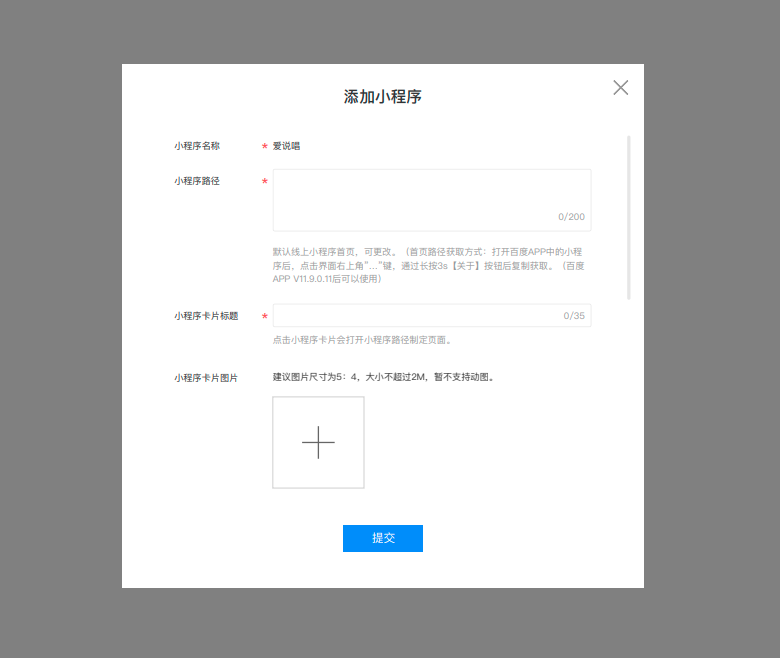 添加小程序
小程序名称 * 爱说唱
小程序路径 *
0/200
默认线上小程序首页，可更改。（首页路径获取方式：打开百度APP中的小程
序后，点击界面右上角"..."键，通过长按3s【关于】按钮后复制获取。（百度
APP V11.9.0.11后可以使用）
小程序卡片标题 * 0/35
点击小程序卡片会打开小程序路径制定页面。
小程序卡片图片 建议图片尺寸为5：4，大小不超过2M，暂不支持动图。
提交